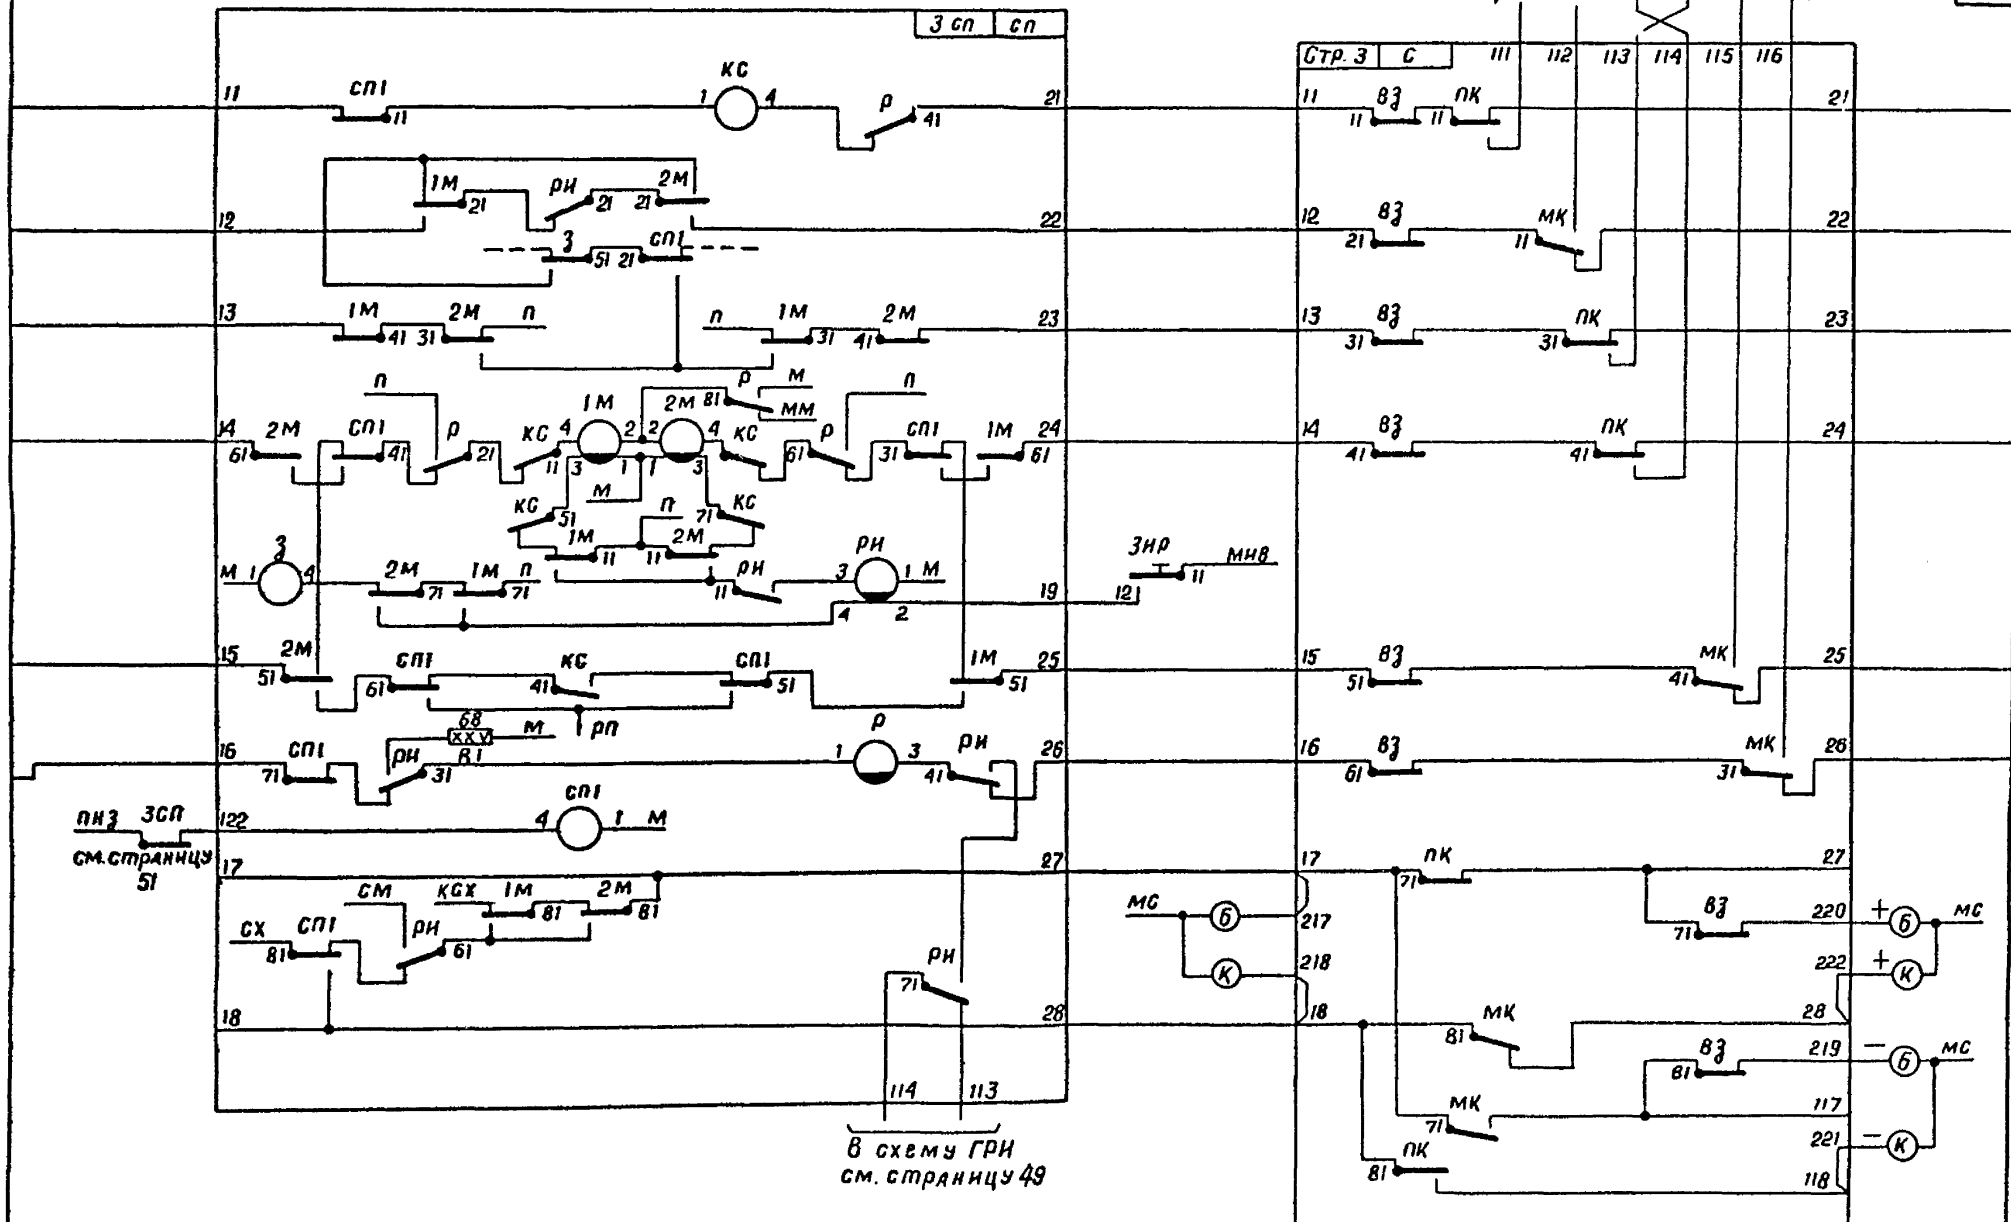 3 СП СП
КС
11 СП1 11 1 4 Р 41 21
1М 21 РИ 21 21 2М
12 22
З 51 21 СП1
13 1М 41 31 2М П П 1М 31 41 2М 23
П Р 81 М ММ П
14 2М 61 СП1 41 Р 21 КС 11 4 1М 2 2 2М 4 КС 61 Р 31 СП1 1М 61 24
3 1 1 3
М
КС 51 П 71 КС
1М 11 11 2М
З РИ
М 1 4 2М 71 1М 71 П 11 РИ 3 1 М
4 2 19 12 ЗНР 11 МНВ
15 2М 51 СП1 61 КС 41 СП1 51 1М 51 25
РП
68 М
В1
16 СП1 71 РИ 31 1 Р 3 41 РИ 26
СП1
ПНЗ ЗСП 122 4 1 М
см. страницу
51
17 27
СМ КСХ 1М 81 2М 81
СХ СП1 81 РИ 61
РИ 71
18 28
114 113
В схему ГРИ
см. страницу 49
Стр. 3 С 111 112 113 114 115 116
11 ВЗ 11 11 ПК 21
12 ВЗ 21 МК 11 22
13 ВЗ 31 ПК 31 23
14 ВЗ 41 ПК 41 24
15 ВЗ 51 МК 41 25
16 ВЗ 61 МК 31 26
17 ПК 71 27
МС Б 217 ВЗ 71 220 + Б МС
К 218 222 + К
18 МК 81 28
ВЗ 81 219 − Б МС
МК 71 117
221 − К
ПК 81 118